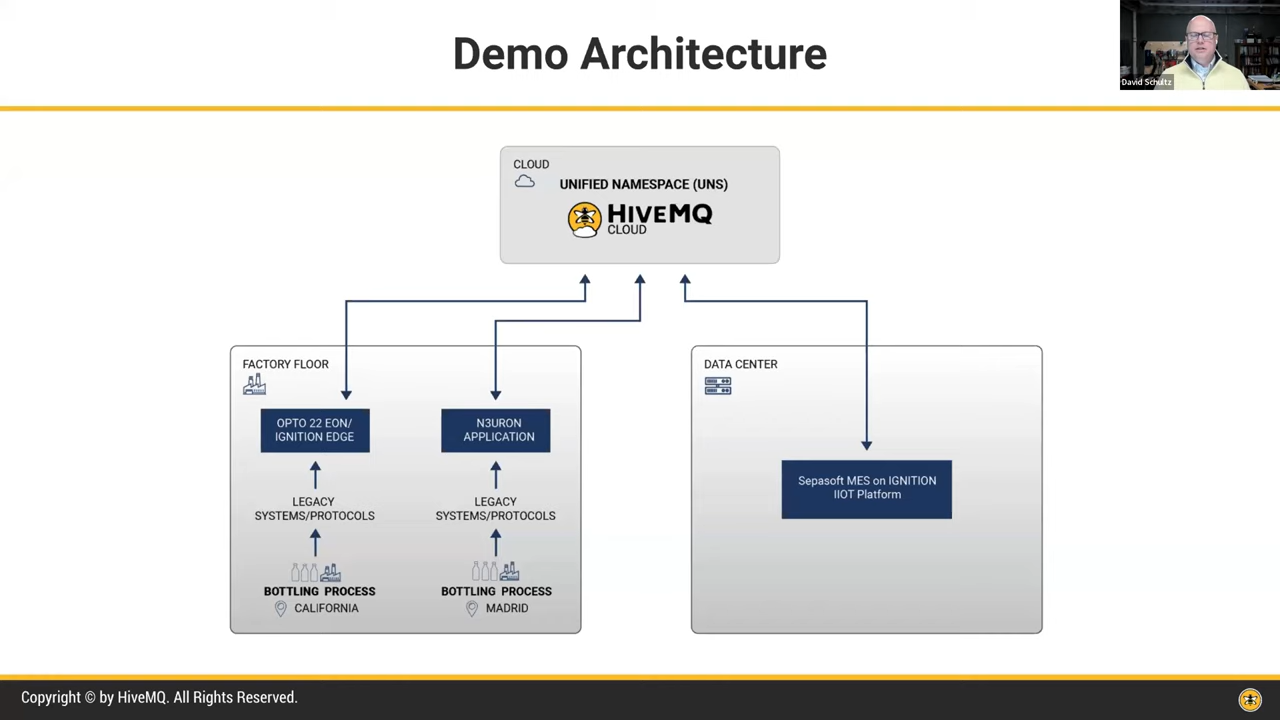 Demo Architecture
David Schultz
CLOUD
UNIFIED NAMESPACE (UNS)
HIVEMQ
CLOUD
FACTORY FLOOR
OPTO 22 EON/
IGNITION EDGE
N3URON
APPLICATION
LEGACY
SYSTEMS/PROTOCOLS
LEGACY
SYSTEMS/PROTOCOLS
BOTTLING PROCESS
CALIFORNIA
BOTTLING PROCESS
MADRID
DATA CENTER
Sepasoft MES on IGNITION
IIOT Platform
Copyright © by HiveMQ. All Rights Reserved.